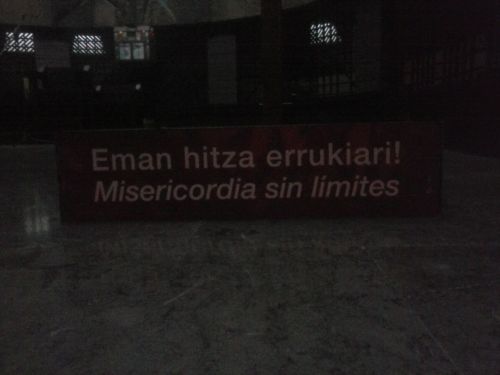 Eman hitza errukiari!
Misericordia sin límites